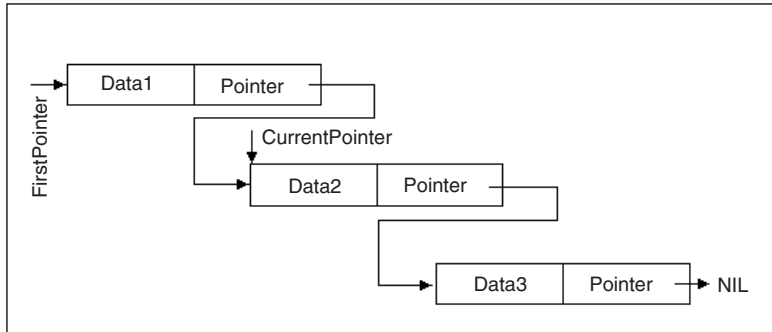 Data1 Pointer
FirstPointer
CurrentPointer
Data2 Pointer
Data3 Pointer NIL